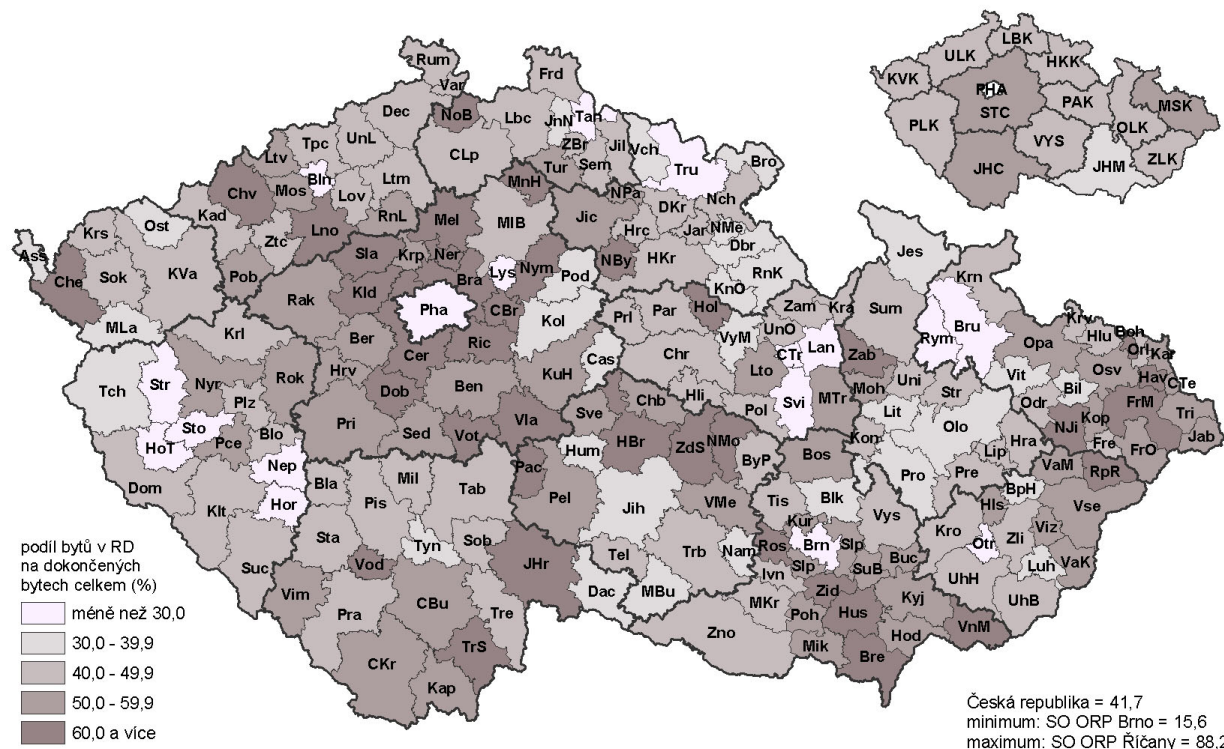 Rum
Frd
Var
Dec
NoB
Lbc
JnN
Tan
Tpc
UnL
CLp
ZBr
Jil
Vch
Tru
Bro
Ltv
Bln
Ltm
Tur
Sem
Chv
Mos
Lov
MnH
NPa
Nch
Kad
RnL
Mel
MlB
Jic
DKr
Krs
Ost
Ztc
Lno
Hrc
Jar
NMe
Ass
Sla
Krp
Ner
Dbr
Che
Sok
KVa
Pob
Bra
Lys
Nym
Pod
NBy
HKr
RnK
Jes
Rak
Kld
Pha
CBr
Kol
KnO
Krn
MLa
Krl
Ber
Cer
Ric
Prl
Par
Hol
Zam
Kra
Sum
Rym
Bru
Tch
Str
Nyr
Rok
Hrv
Dob
Ben
KuH
Cas
Chr
VyM
UnO
CTr
Lan
Zab
Opa
Krv
Hlu
Boh
Orl
Kar
Plz
Lto
Moh
Uni
Str
Vit
Bil
Osv
Hav
CTe
Sto
HoT
Pce
Blo
Pri
Sed
Vot
Vla
Sve
Chb
Hli
Pol
Svi
MTr
Lit
Olo
Odr
NJi
Kop
FrM
Tri
Jab
Nep
Hor
Dom
Klt
Bla
Mil
Tab
Pac
Hum
HBr
ZdS
NMo
ByP
Bos
Kon
Pro
Pre
Lip
Hra
Fre
FrO
VaM
RpR
Pis
Pel
Jih
VMe
Tis
Blk
Vys
BpH
Hls
Vse
Suc
Sta
Vod
Tyn
Sob
JHr
Tel
Trb
Nam
Ros
Kur
Brn
Slp
Slp
SuB
Buc
Kro
Otr
Zli
Viz
Luh
VaK
Vim
Pra
CBu
Tre
Dac
MBu
Ivn
MKr
Poh
Zid
Hus
Kyj
UhH
UhB
CKr
TrS
Kap
Zno
Mik
Bre
Hod
VnM
LBK
ULK
HKK
KVK
PHA
STC
PAK
MSK
PLK
OLK
VYS
JHC
JHM
ZLK
podíl bytů v RD
na dokončených
bytech celkem (%)
méně než 30,0
30,0 - 39,9
40,0 - 49,9
50,0 - 59,9
60,0 a více
Česká republika = 41,7
minimum: SO ORP Brno = 15,6
maximum: SO ORP Říčany = 88,2